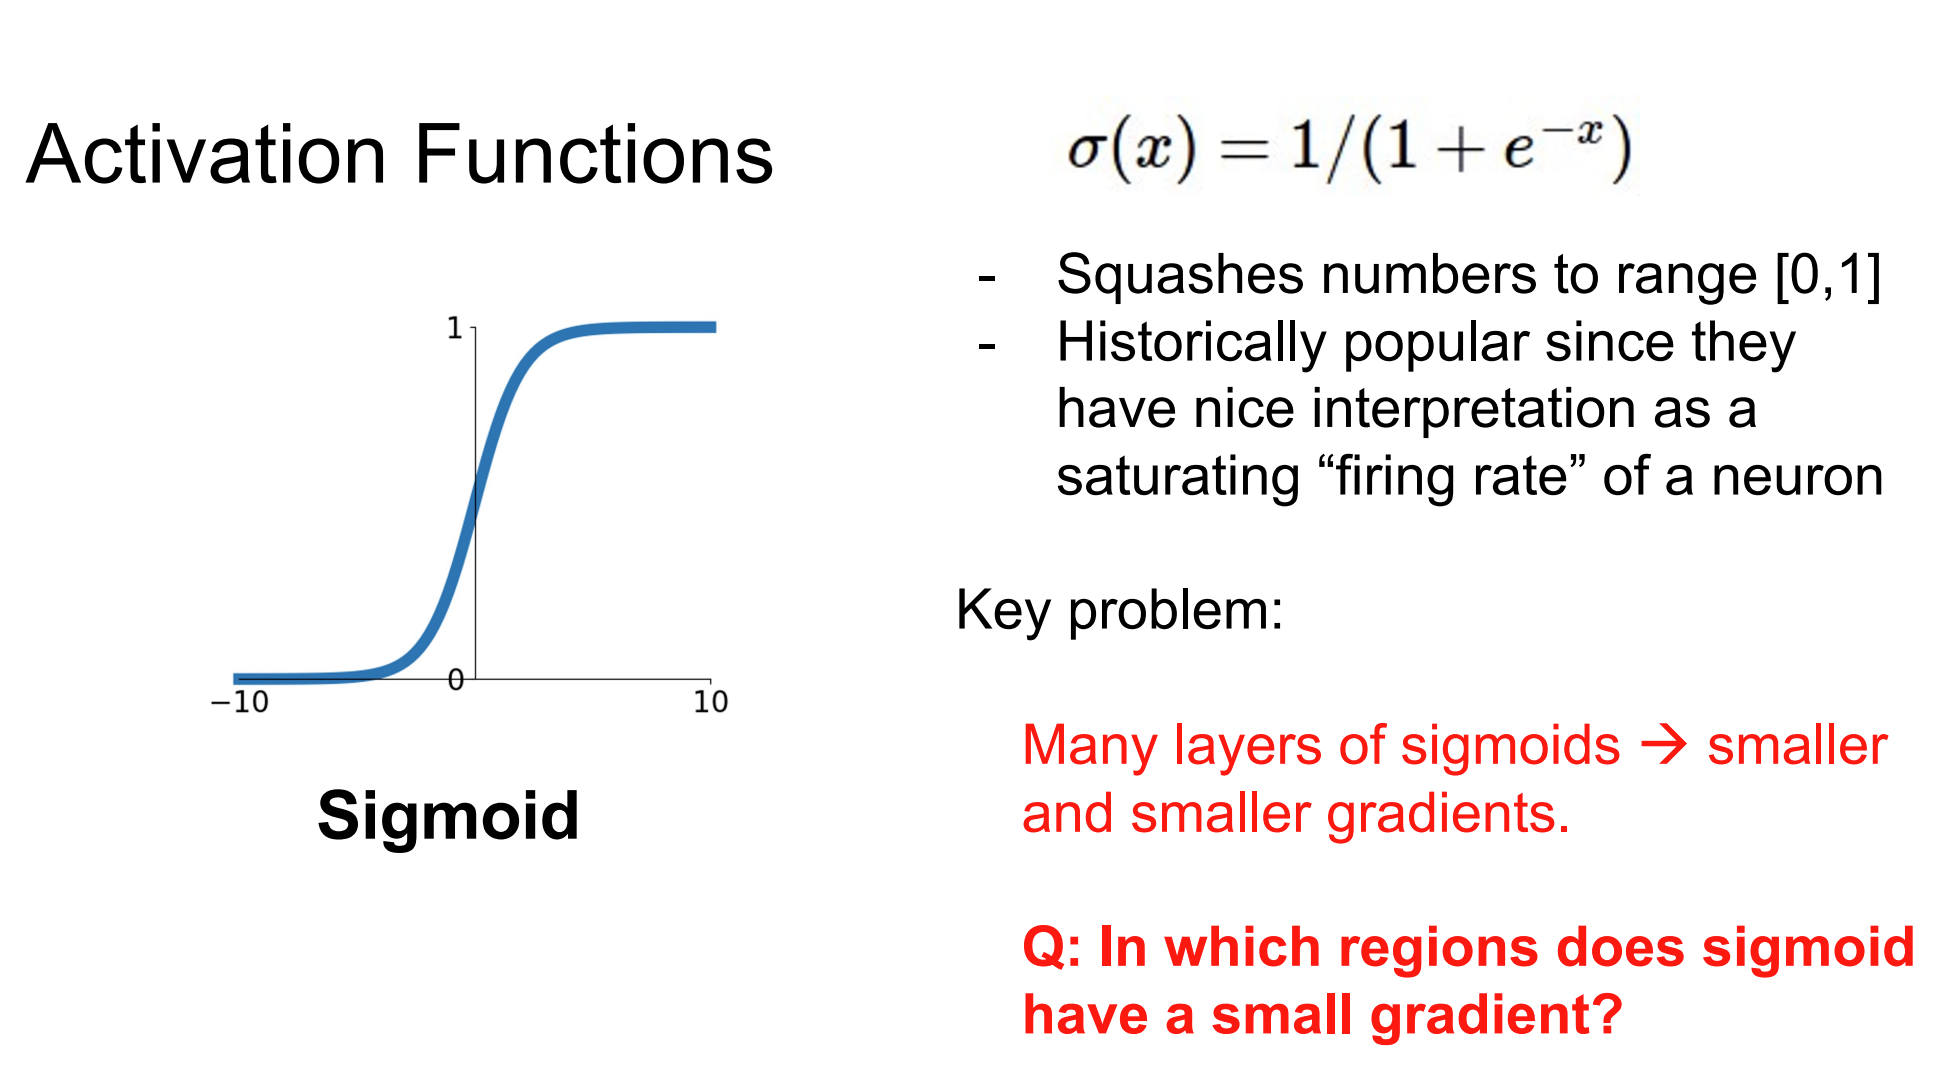 Activation Functions
σ(x) = 1/(1 + e⁻ˣ)
- Squashes numbers to range [0,1]
- Historically popular since they
have nice interpretation as a
saturating “firing rate” of a neuron
1
0
−10
10
Sigmoid
Key problem:
Many layers of sigmoids → smaller
and smaller gradients.
Q: In which regions does sigmoid
have a small gradient?